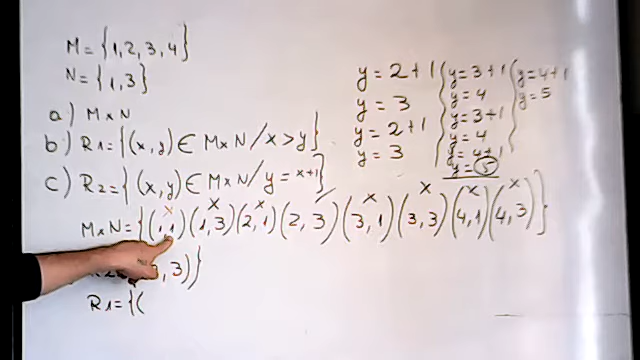 M = {1, 2, 3, 4}
N = {1, 3}
a) M x N
b) R1 = {(x, y) ∈ M x N / x > y}
c) R2 = {(x, y) ∈ M x N / y = x+1}
M x N = {(1, 1) (1, 3) (2, 1) (2, 3) (3, 1) (3, 3) (4, 1) (4, 3)}
, 3)}
R1 = {(
y = 2 + 1
y = 3
y = 2 + 1
y = 3
y = 3 + 1
y = 4
y = 3 + 1
y = 4
y = 4 + 1
y = 5
y = 4 + 1
y = 5